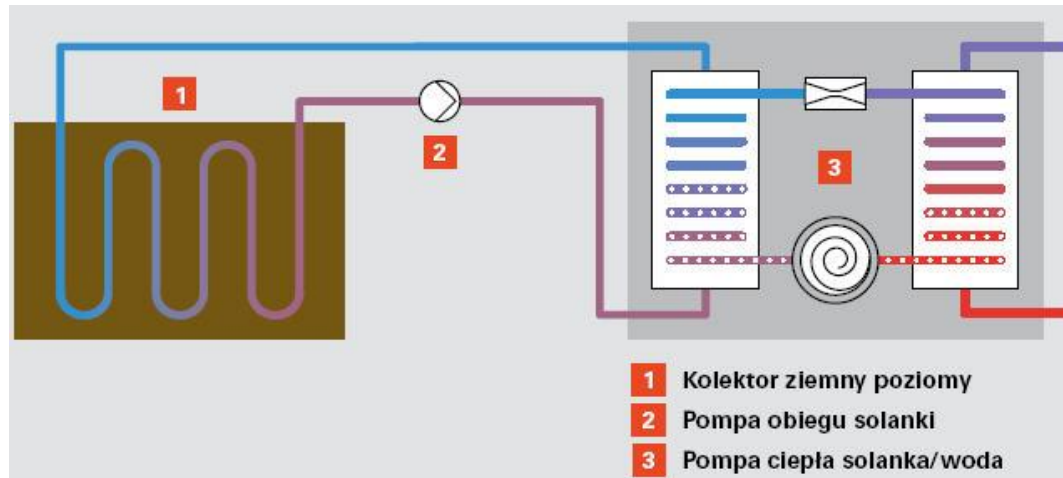 1
2
3
1 Kolektor ziemny poziomy
2 Pompa obiegu solanki
3 Pompa ciepła solanka/woda